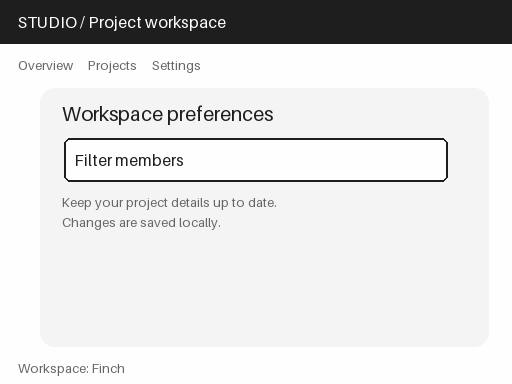 STUDIO / Project workspace
Overview Projects Settings
Workspace preferences
Filter members
Keep your project details up to date.
Changes are saved locally.
Workspace: Finch